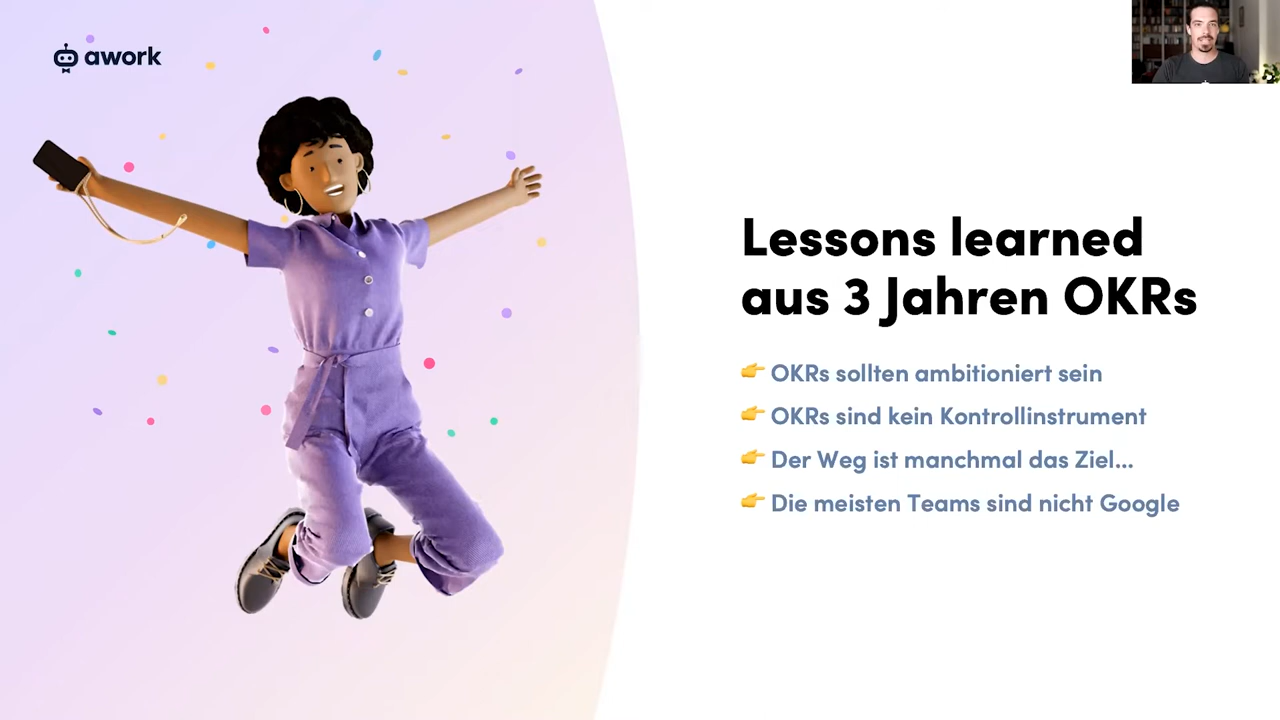 awork
Lessons learned
aus 3 Jahren OKRs
👉 OKRs sollten ambitioniert sein
👉 OKRs sind kein Kontrollinstrument
👉 Der Weg ist manchmal das Ziel...
👉 Die meisten Teams sind nicht Google